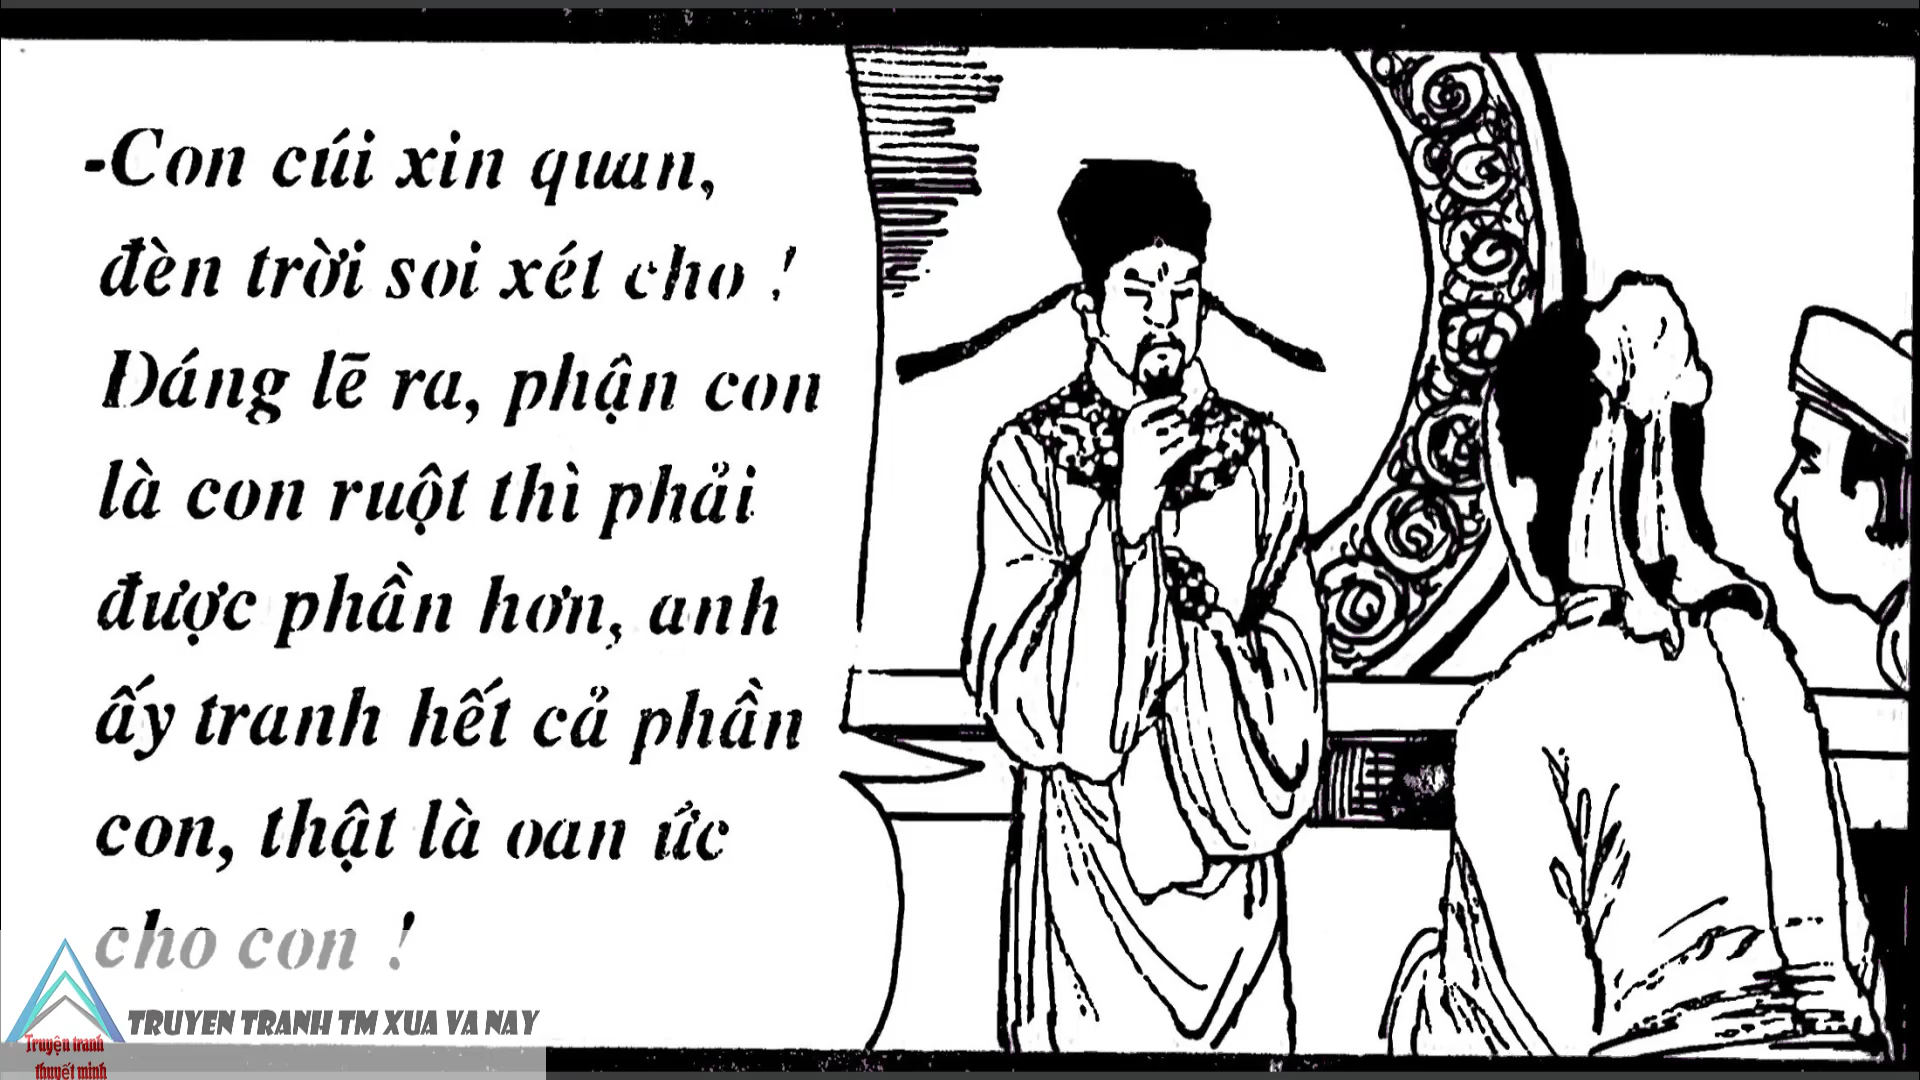 -Con cúi xin quan,
đèn trời soi xét cho !
Đáng lẽ ra, phận con
là con ruột thì phải
được phần hơn, anh
ấy tranh hết cả phần
con, thật là oan ức
cho con !
TRUYEN TRANH TM XUA VA NAY
Truyện tranh
thuyết minh